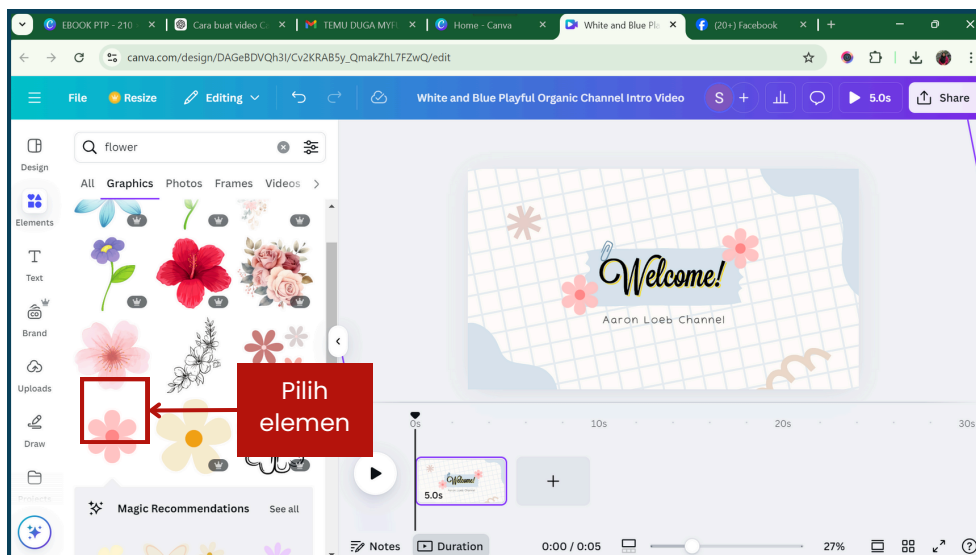 EBOOK PTP - 210
Cara buat video C
TEMU DUGA MYF
Home - Canva
White and Blue Pl
(20+) Facebook
canva.com/design/DAGeBDVQh3I/Cv2KRAB5y_QmakZhL7FZwQ/edit
File Resize Editing White and Blue Playful Organic Channel Intro Video S + 5.0s Share
Design
Elements
Text
Brand
Uploads
Draw
Projects
flower
All Graphics Photos Frames Videos
Pilih
elemen
Magic Recommendations See all
Welcome!
Aaron Loeb Channel
0s 10s 20s 30s
Welcome!
5.0s
Notes Duration 0:00 / 0:05 27%